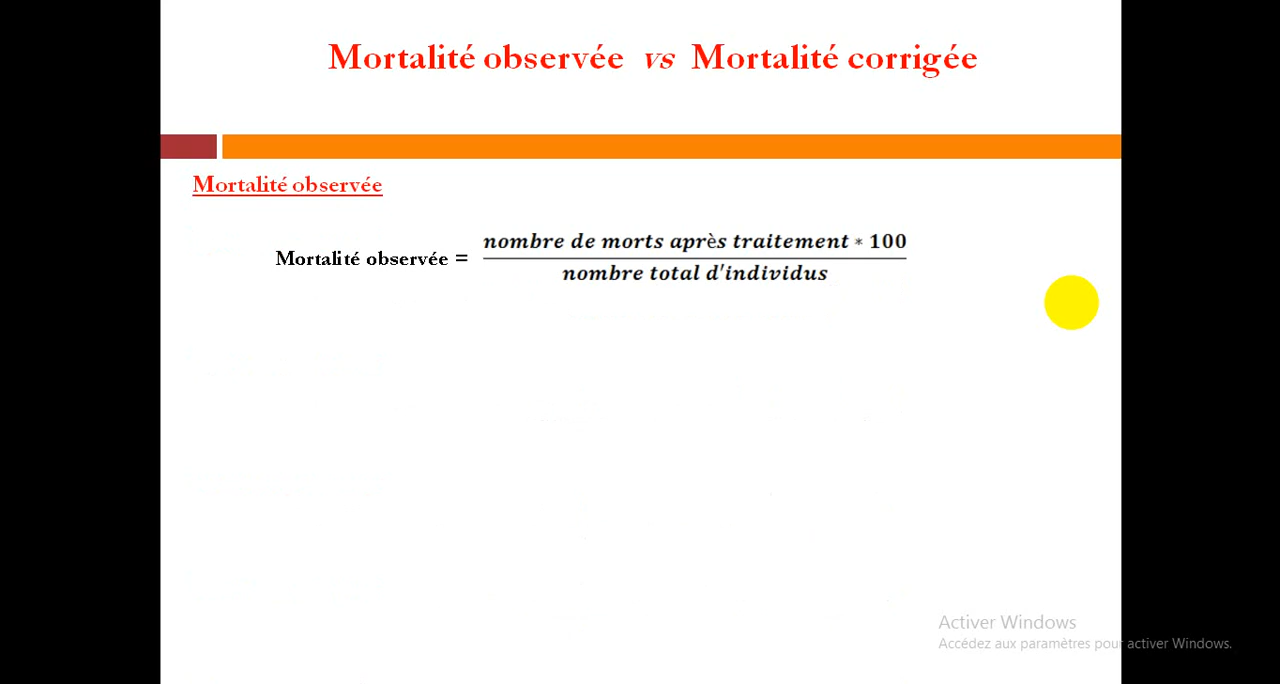 Mortalité observée vs Mortalité corrigée
Mortalité observée
nombre de morts après traitement * 100
Mortalité observée =
nombre total d'individus
Activer Windows
Accédez aux paramètres pour activer Windows.